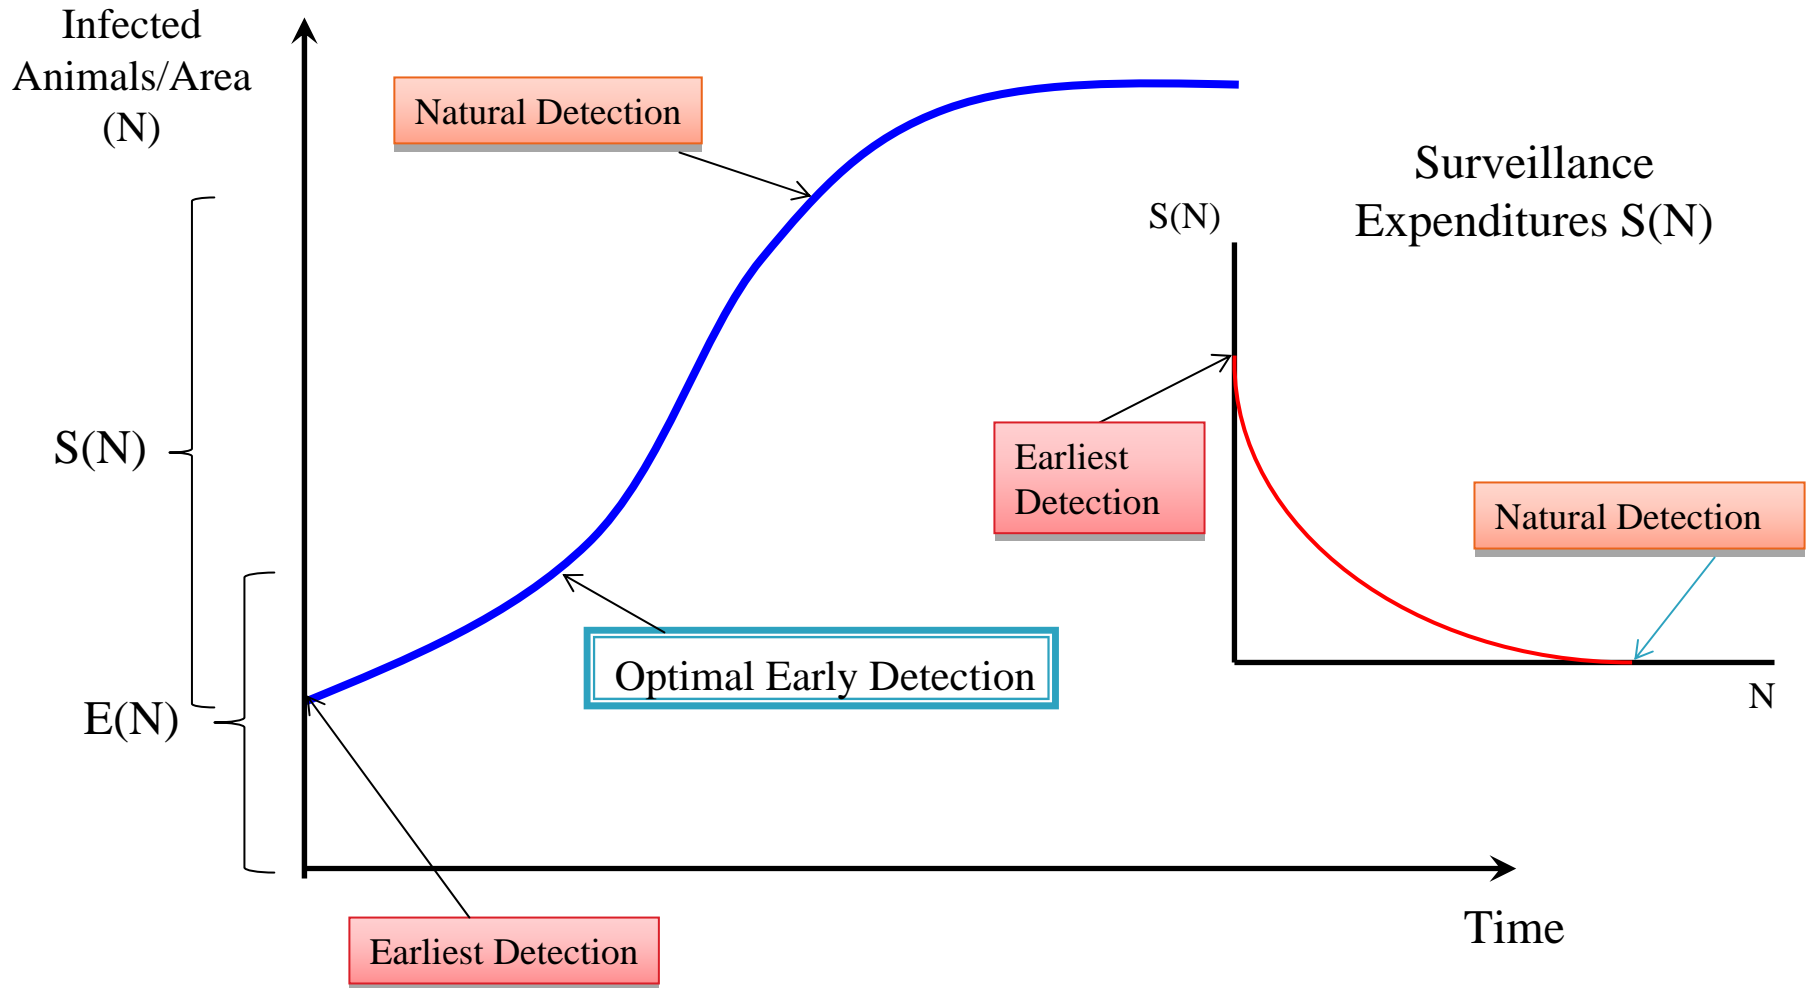 Infected
Animals/Area
(N)
Natural Detection
Surveillance
Expenditures S(N)
S(N)
S(N)
Earliest
Detection
Natural Detection
Optimal Early Detection
E(N)
N
Time
Earliest Detection